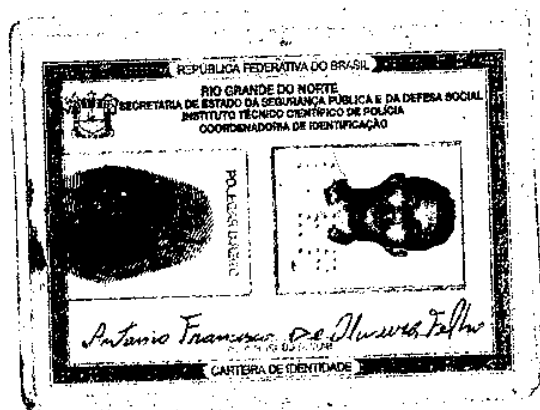 REPÚBLICA FEDERATIVA DO BRASIL
RIO GRANDE DO NORTE
SECRETARIA DE ESTADO DA SEGURANÇA PÚBLICA E DA DEFESA SOCIAL
INSTITUTO TÉCNICO CIENTÍFICO DE POLÍCIA
COORDENADORIA DE IDENTIFICAÇÃO
POLEGAR DIREITO
Antonio Francisco De Oliveira Filho
CARTEIRA DE IDENTIDADE